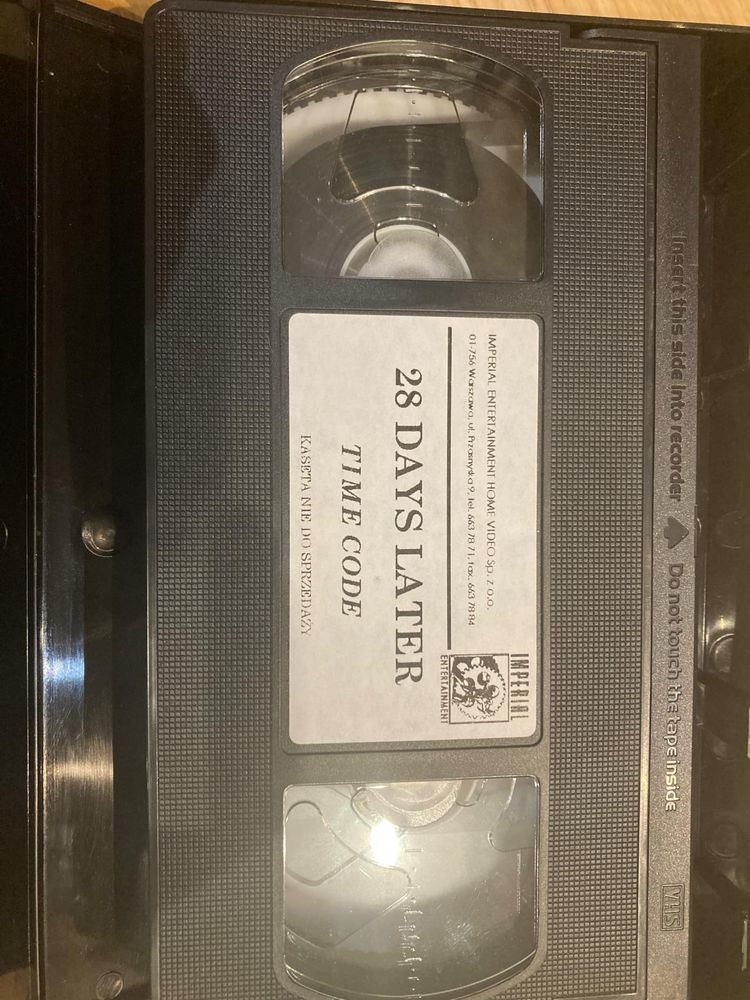 Insert this side into recorder
Do not touch the tape inside
VHS
IMPERIAL ENTERTAINMENT HOME VIDEO Sp. z o.o.
01-756 Warszawa, ul. Przasnyska 9, tel. 663 78 71, fax. 663 78 84
IMPERIAL
ENTERTAINMENT
28 DAYS LATER
TIME CODE
KASETA NIE DO SPRZEDAŻY